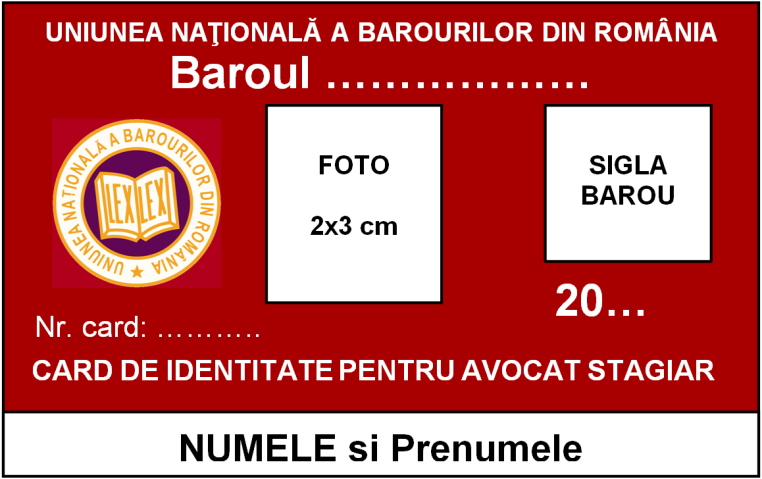 UNIUNEA NAŢIONALĂ A BAROURILOR DIN ROMÂNIA
Baroul ………………
UNIUNEA NATIONALĂ A BAROURILOR DIN ROMÂNIA
LEX LEX
FOTO
2x3 cm
SIGLA
BAROU
20…
Nr. card: ………..
CARD DE IDENTITATE PENTRU AVOCAT STAGIAR
NUMELE si Prenumele